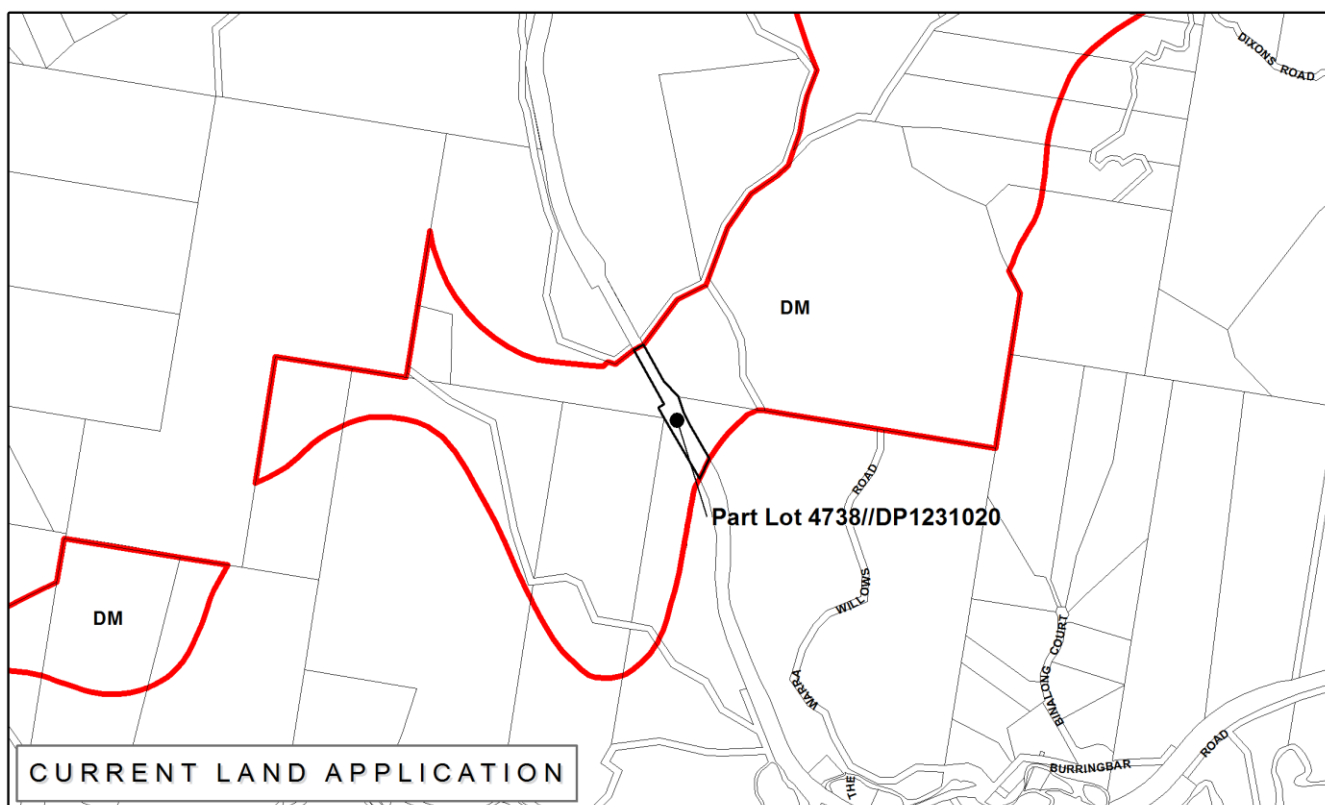 DIXONS ROAD
DM
Part Lot 4738//DP1231020
ROAD
WILLOWS
WARRA
THE
DM
BINALONG COURT
BURRINGBAR
ROAD
CURRENT LAND APPLICATION